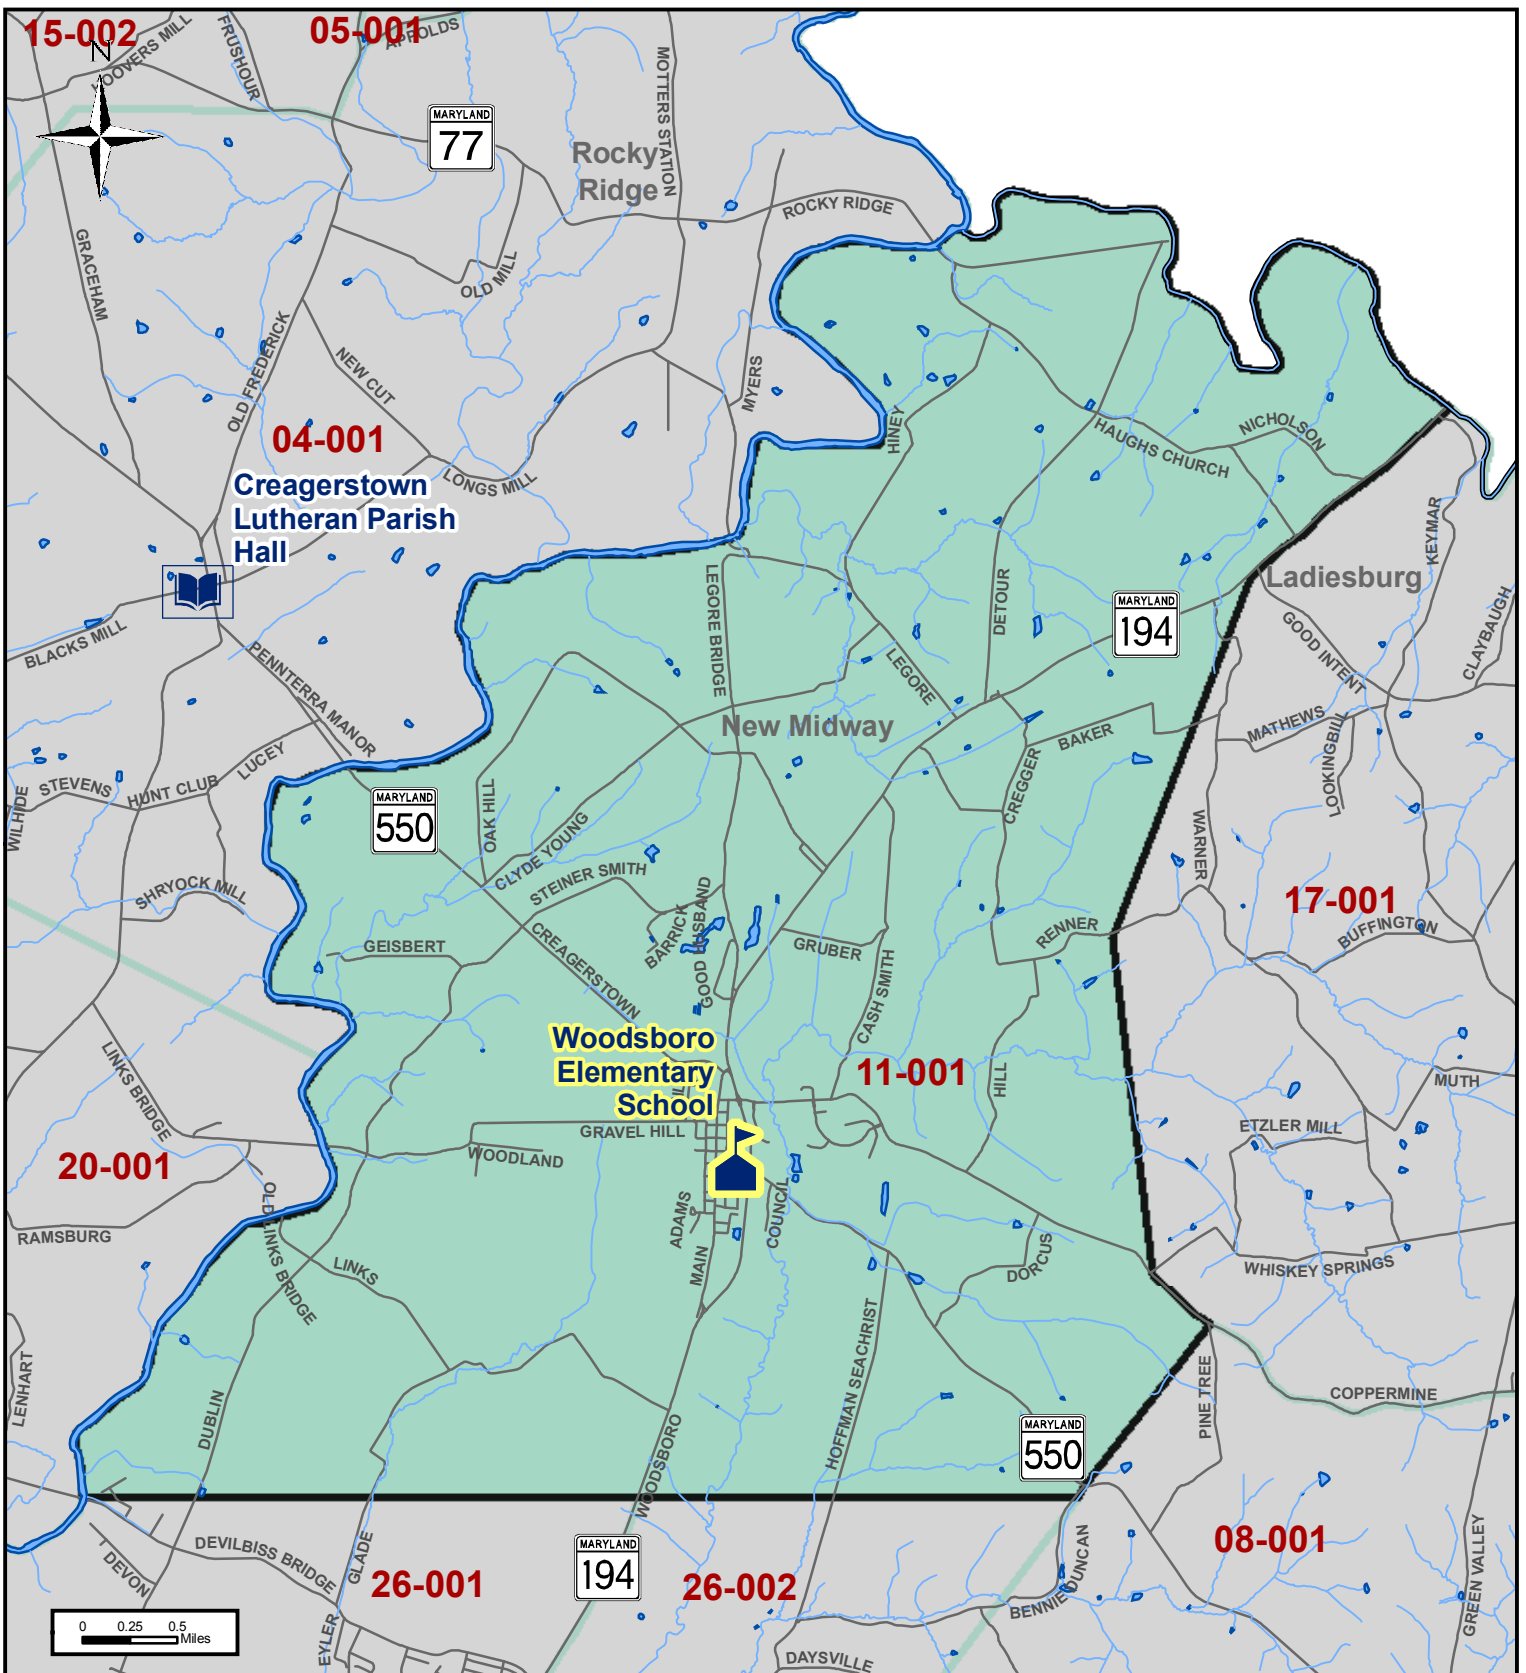 15-002
05-001
N
HOOVERS MILL
FRUSHOUR
APPOLDS
MOTTERS STATION
MARYLAND
77
Rocky
Ridge
ROCKY RIDGE
GRACEHAM
OLD MILL
OLD FREDERICK
NEW CUT
MYERS
04-001
HINEY
HAUGHS CHURCH
NICHOLSON
LONGS MILL
Creagerstown
Lutheran Parish
Hall
KEYMAR
LEGORE BRIDGE
DETOUR
MARYLAND
194
Ladiesburg
GOOD INTENT
CLAYBAUGH
BLACKS MILL
PENNTERRA MANOR
LEGORE
New Midway
BAKER
MATHEWS
LOOKINGBILL
LUCEY
HUNT CLUB
STEVENS
WILHIDE
MARYLAND
550
OAK HILL
CLYDE YOUNG
CREGGER
WARNER
STEINER SMITH
SHRYOCK MILL
17-001
BUFFINGTON
BARRICK
GOOD HUSBAND
GEISBERT
CREAGERSTOWN
GRUBER
CASH SMITH
RENNER
Woodsboro
Elementary
School
11-001
HILL
MUTH
LINKS BRIDGE
GRAVEL HILL
WOODLAND
ETZLER MILL
20-001
RAMSBURG
OLD LINKS BRIDGE
LINKS
ADAMS
MAIN
COUNCIL
DORCUS
WHISKEY SPRINGS
HOFFMAN SEACHRIST
LENHART
DUBLIN
WOODSBORO
PINE TREE
COPPERMINE
MARYLAND
550
DEVILBISS BRIDGE
DEVON
GLADE
26-001
MARYLAND
194
26-002
BENNIE DUNCAN
08-001
GREEN VALLEY
EYLER
DAYSVILLE
0 0.25 0.5
Miles